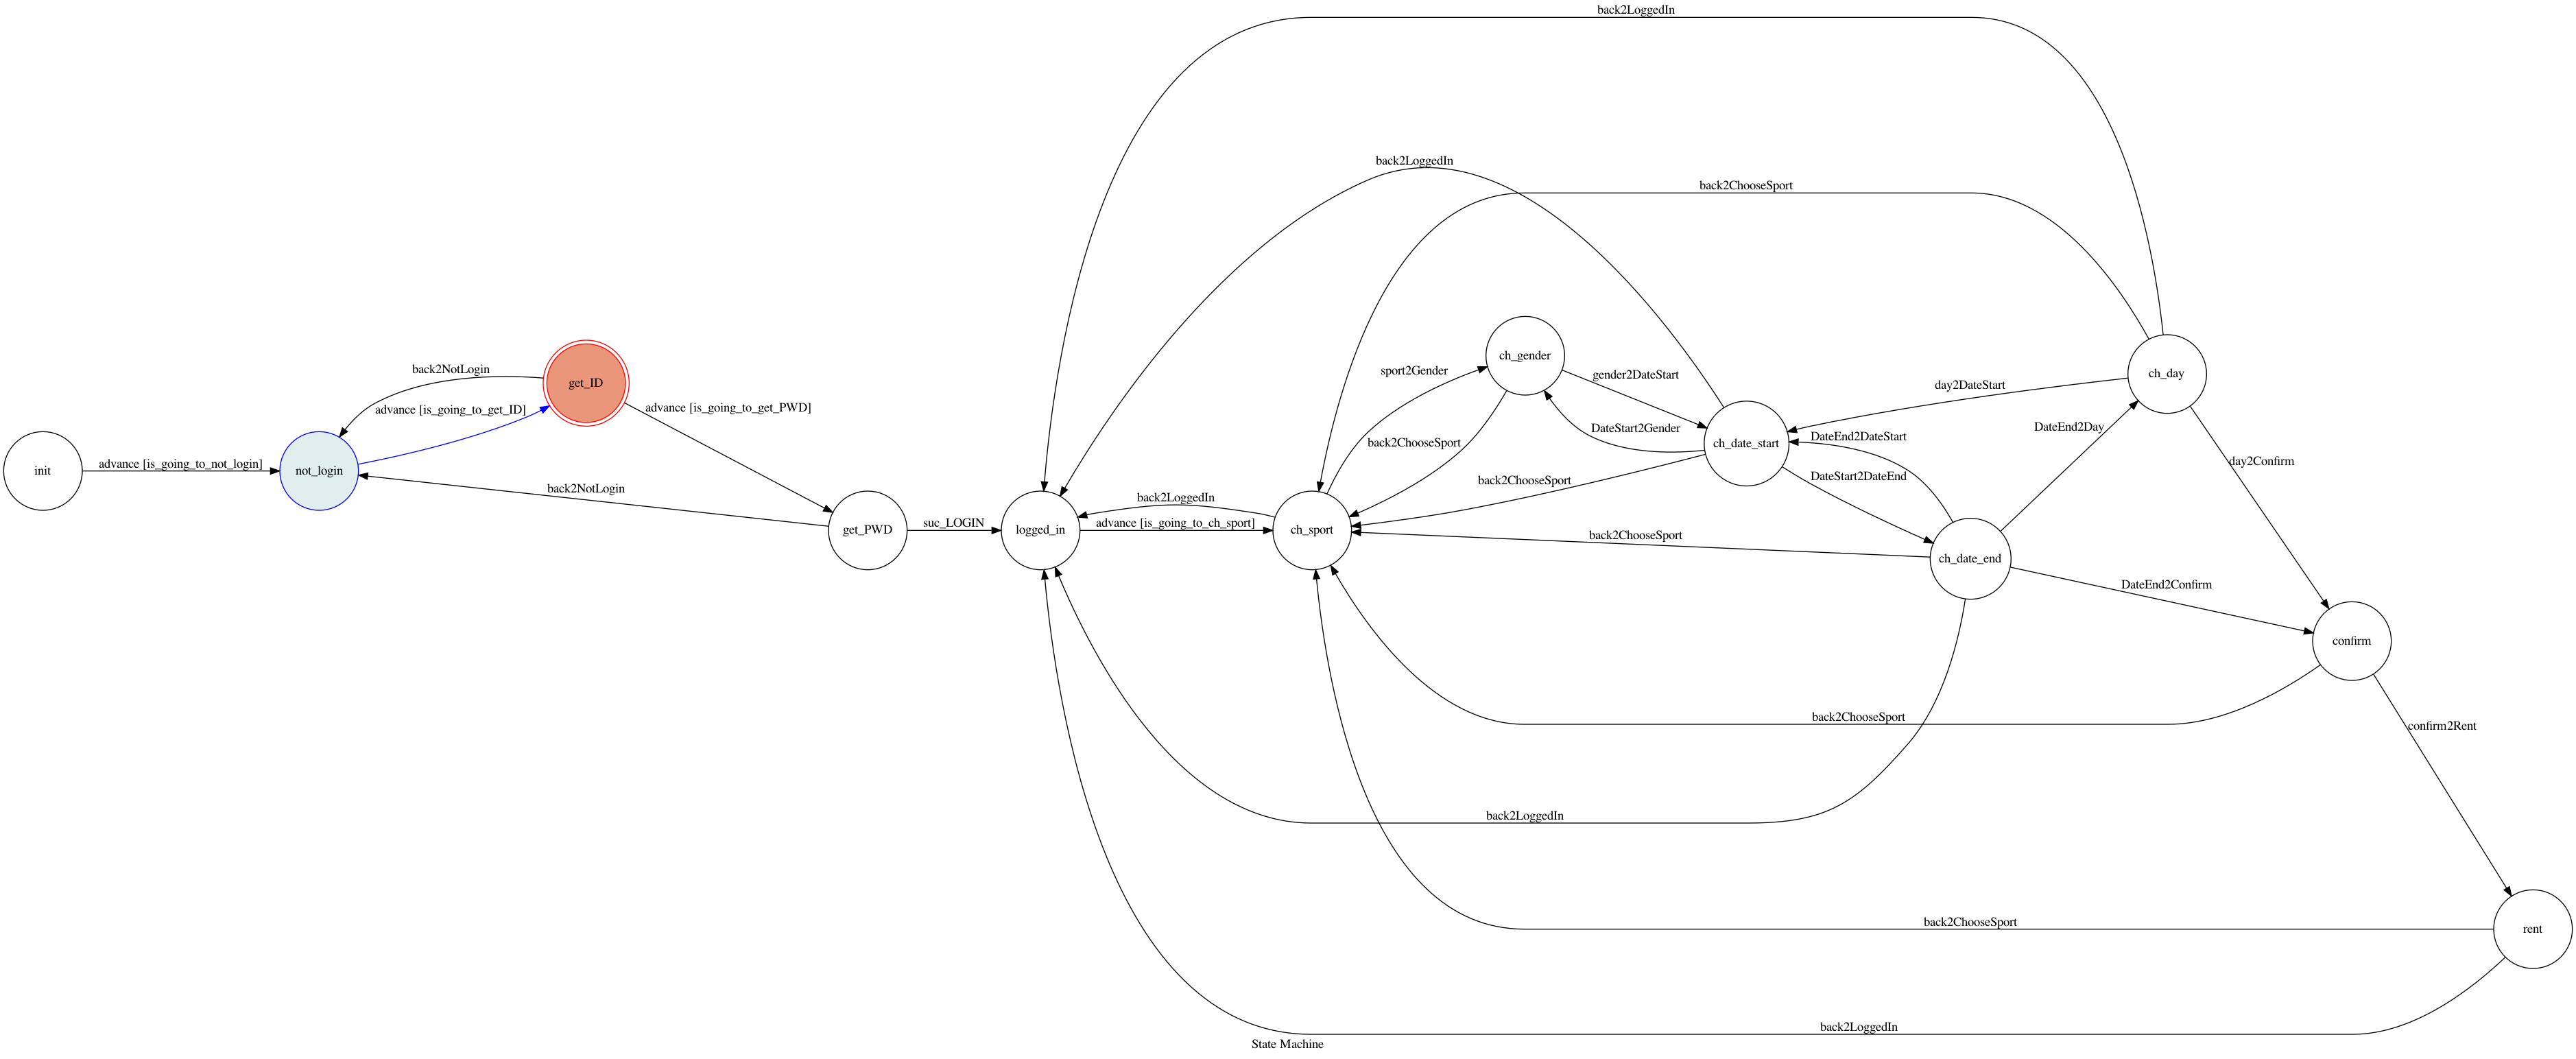 back2LoggedIn
back2LoggedIn
back2ChooseSport
ch_gender
sport2Gender
gender2DateStart
back2NotLogin
get_ID
ch_day
day2DateStart
advance [is_going_to_get_ID]
advance [is_going_to_get_PWD]
DateStart2Gender
DateEnd2Day
back2ChooseSport
ch_date_start
DateEnd2DateStart
init
advance [is_going_to_not_login]
not_login
day2Confirm
back2ChooseSport
DateStart2DateEnd
back2NotLogin
back2LoggedIn
get_PWD
suc_LOGIN
logged_in
advance [is_going_to_ch_sport]
ch_sport
back2ChooseSport
ch_date_end
DateEnd2Confirm
confirm
back2ChooseSport
confirm2Rent
back2LoggedIn
back2ChooseSport
rent
back2LoggedIn
State Machine